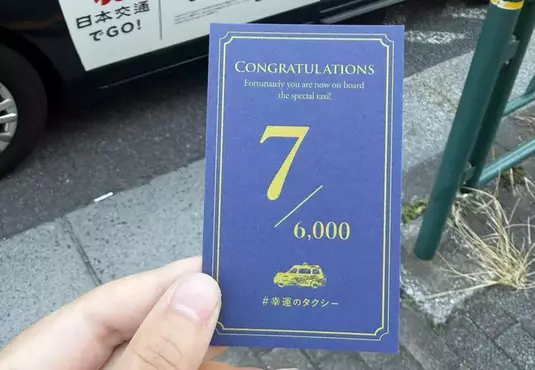 日本交通
でGO!
CONGRATULATIONS
Fortunately you are now on board
the special taxi!
7/6,000
#幸運のタクシー